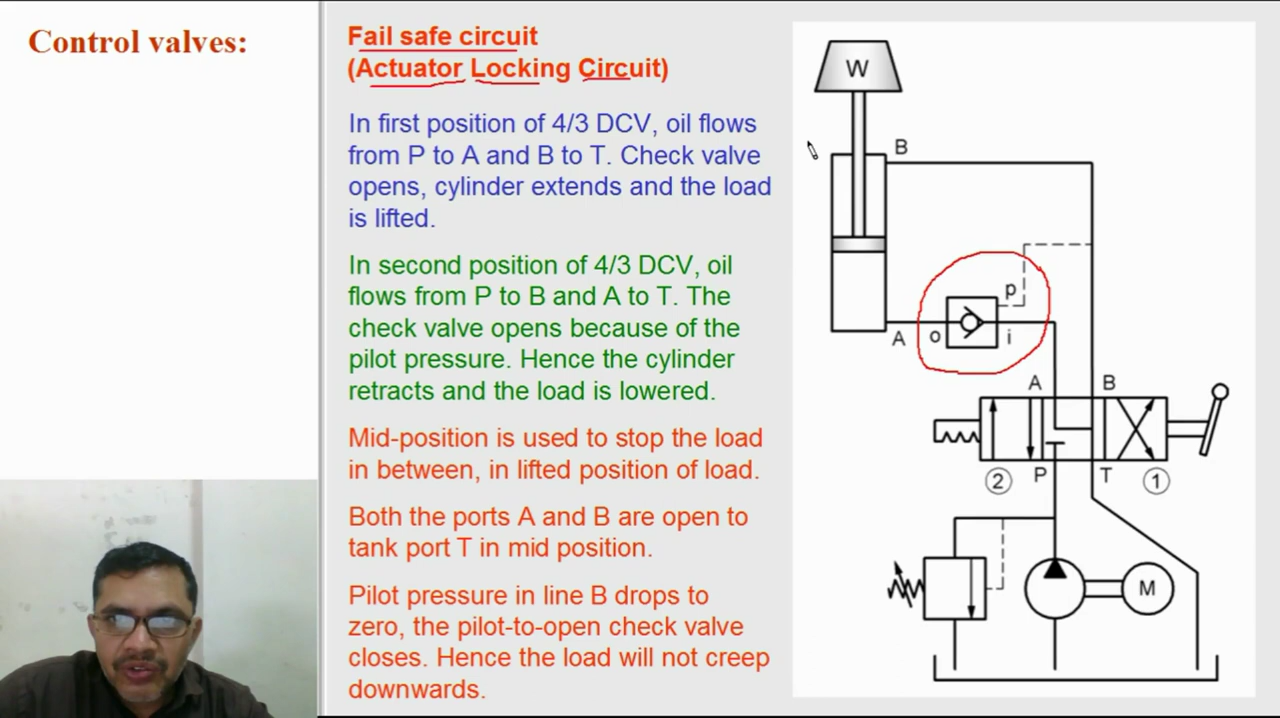 Control valves:
Fail safe circuit
(Actuator Locking Circuit)
In first position of 4/3 DCV, oil flows
from P to A and B to T. Check valve
opens, cylinder extends and the load
is lifted.
In second position of 4/3 DCV, oil
flows from P to B and A to T. The
check valve opens because of the
pilot pressure. Hence the cylinder
retracts and the load is lowered.
Mid-position is used to stop the load
in between, in lifted position of load.
Both the ports A and B are open to
tank port T in mid position.
Pilot pressure in line B drops to
zero, the pilot-to-open check valve
closes. Hence the load will not creep
downwards.
W
B
p
A o i
A B
2 P T 1
M